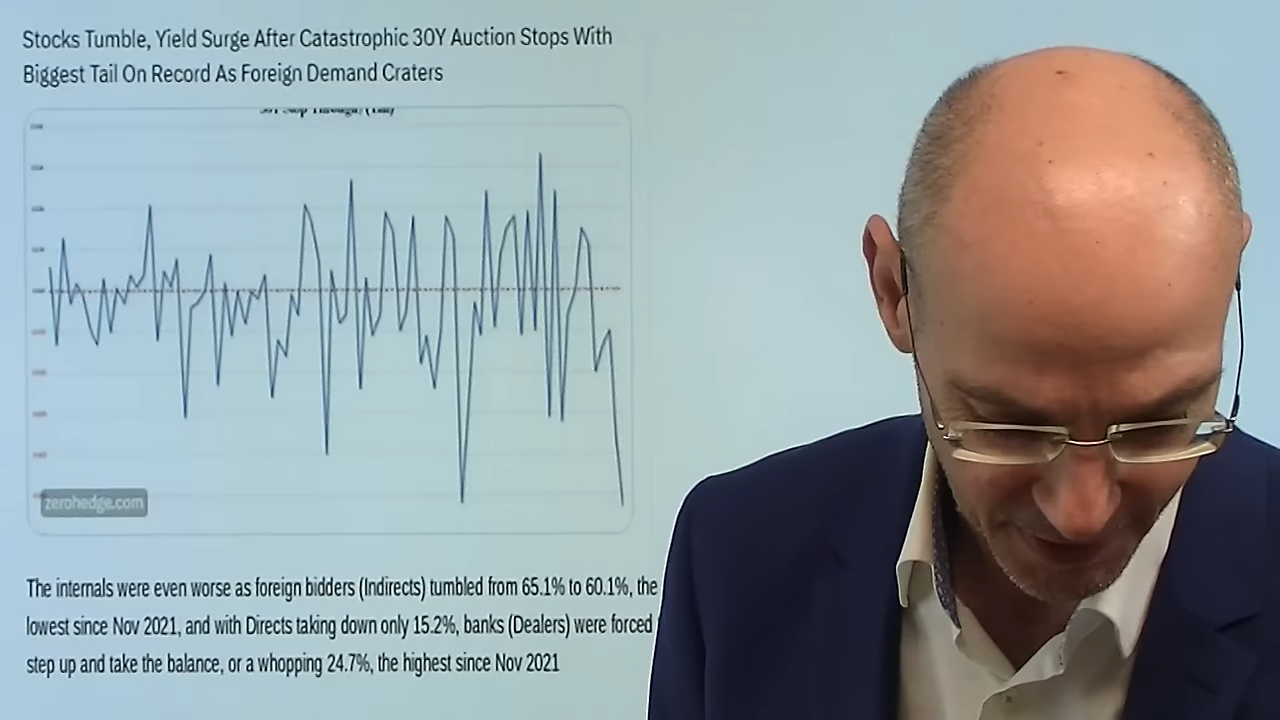 Stocks Tumble, Yield Surge After Catastrophic 30Y Auction Stops With
Biggest Tail On Record As Foreign Demand Craters
zerohedge.com
The internals were even worse as foreign bidders (Indirects) tumbled from 65.1% to 60.1%, the
lowest since Nov 2021, and with Directs taking down only 15.2%, banks (Dealers) were forced
step up and take the balance, or a whopping 24.7%, the highest since Nov 2021